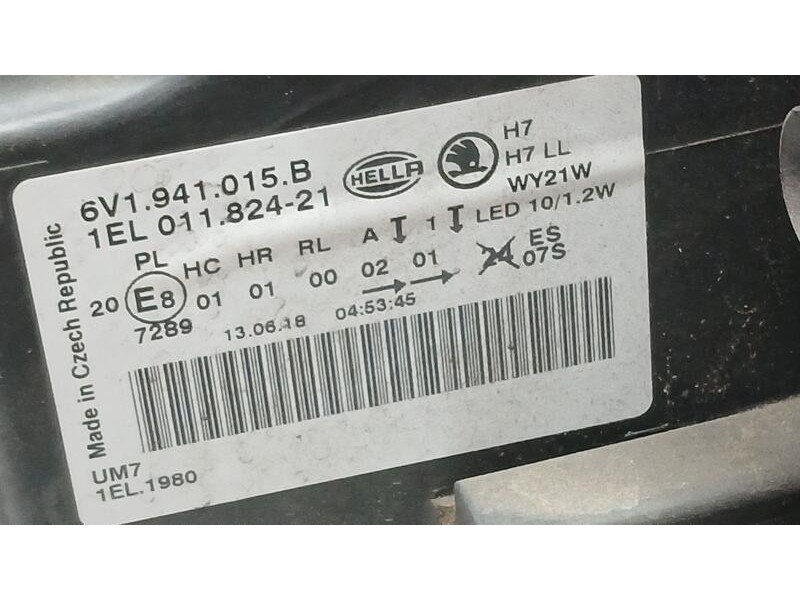 6V1.941.015.B
1EL 011.824-21
HELLA
H7
H7 LL
WY21W
LED 10/1.2W
PL HC HR RL A 1
20 E8 01 01 00 02 01 24 ES
07S
7289 13.06.18 04:53:45
Made in Czech Republic
UM7
1EL.1980